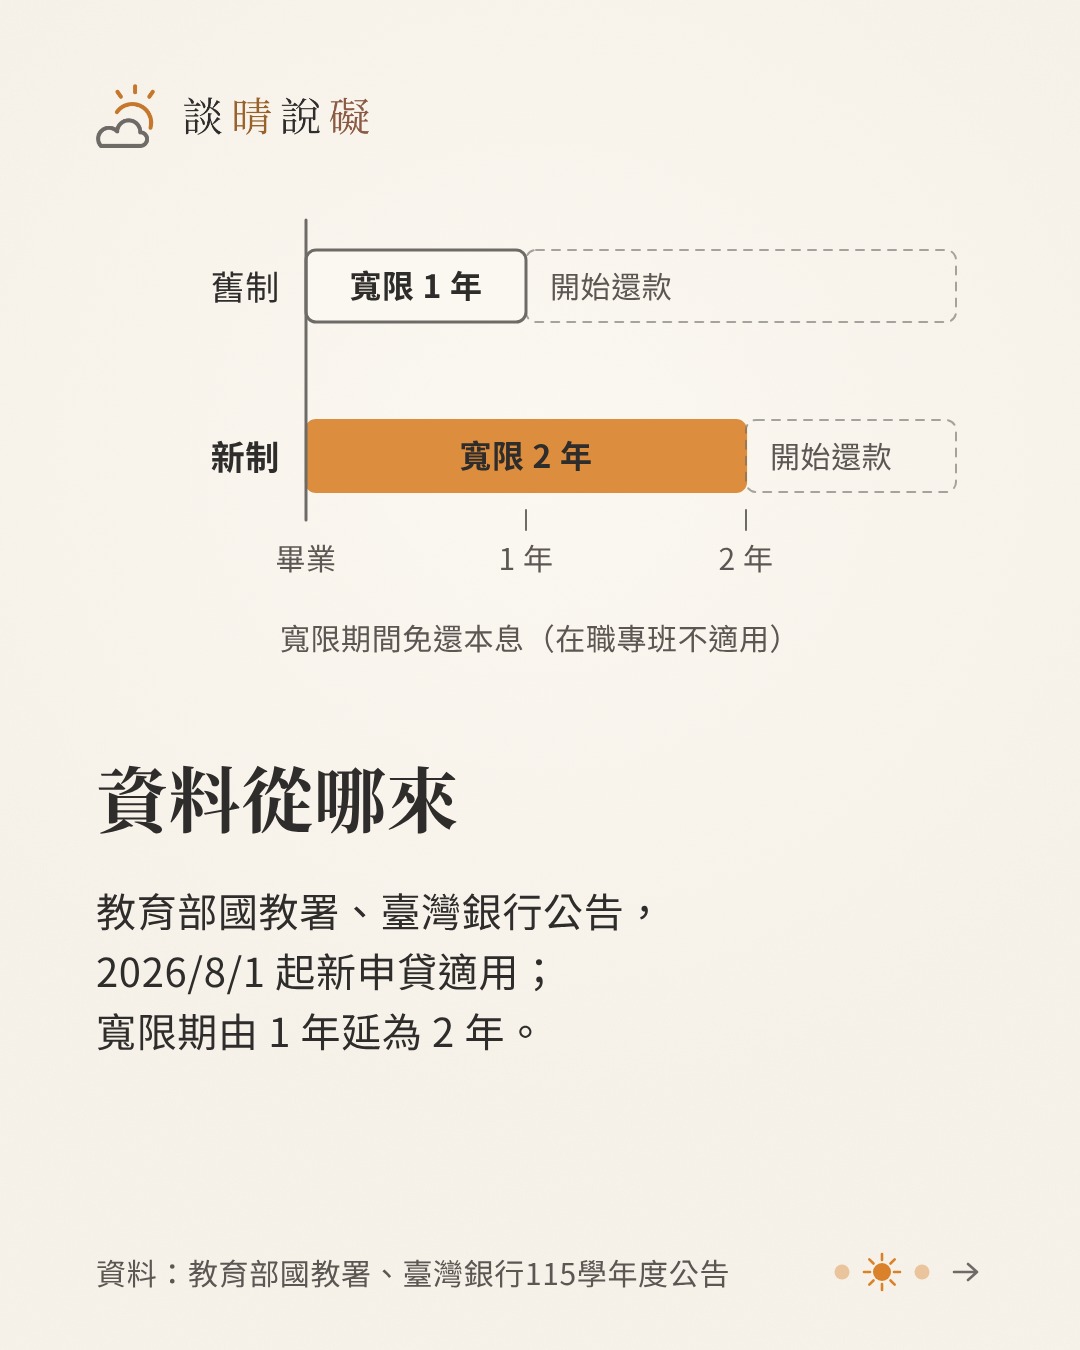 談晴說礙
舊制
寬限 1 年
開始還款
新制
寬限 2 年
開始還款
畢業
1 年
2 年
寬限期間免還本息（在職專班不適用）
資料從哪來
教育部國教署、臺灣銀行公告，
2026/8/1 起新申貸適用；
寬限期由 1 年延為 2 年。
資料：教育部國教署、臺灣銀行115學年度公告